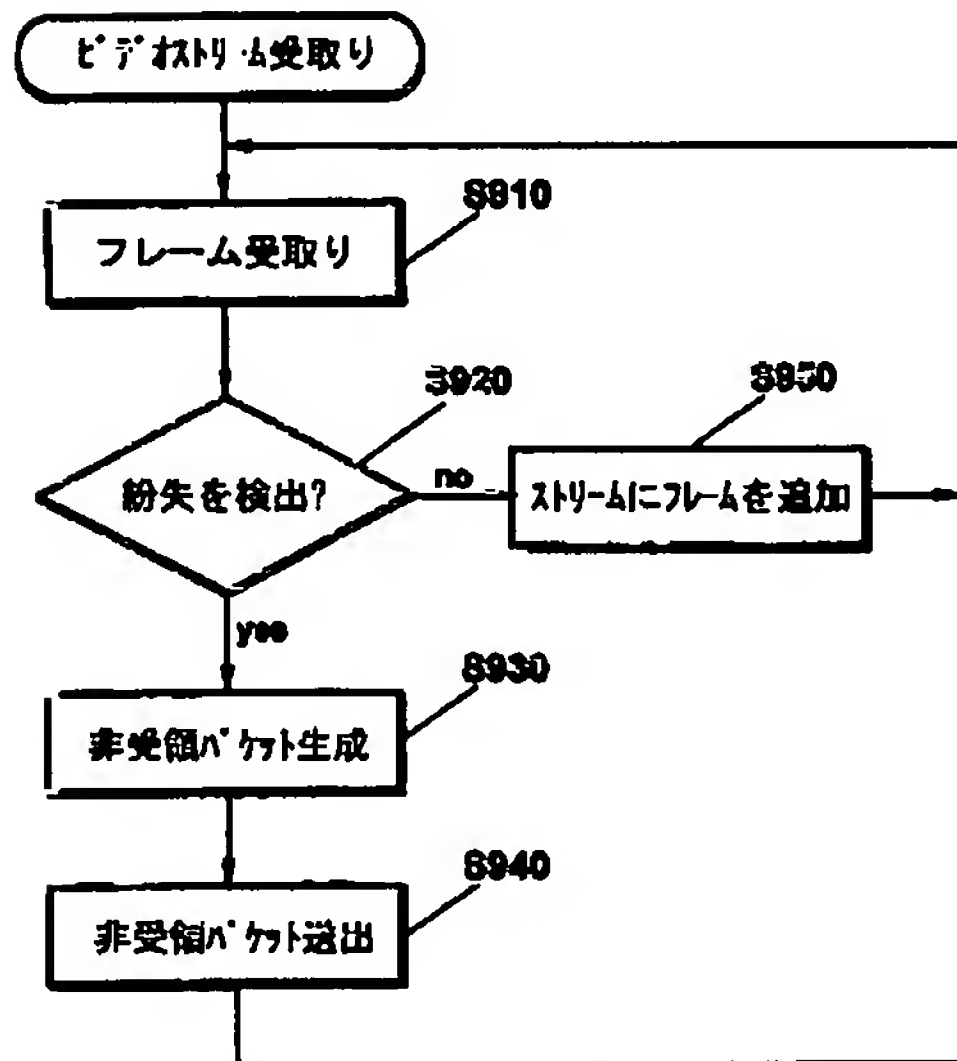 ビデオストリーム受取り
S910
フレーム受取り
S920
S950
紛失を検出?
no
ストリームにフレームを追加
yes
S930
非受領パケット生成
S940
非受領パケット送出